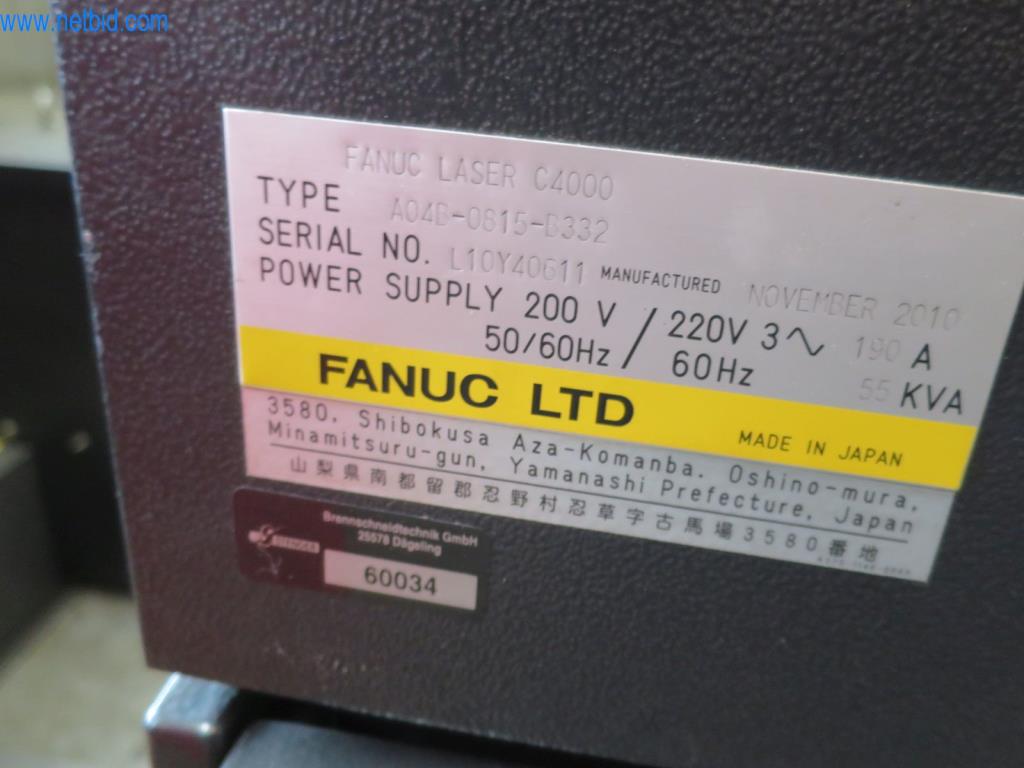 www.netbid.com
FANUC LASER C4000
TYPE A04B-0815-B332
SERIAL NO. L10Y40611 MANUFACTURED NOVEMBER 2010
POWER SUPPLY 200 V / 220V 3∿ 190 A
50/60Hz / 60Hz 55 KVA
FANUC LTD MADE IN JAPAN
3580, Shibokusa Aza-Komanba, Oshino-mura,
Minamitsuru-gun, Yamanashi Prefecture, Japan
山梨県南都留郡忍野村忍草字古馬場3580番地
Brennschneidtechnik GmbH
25578 Dägeling
60034